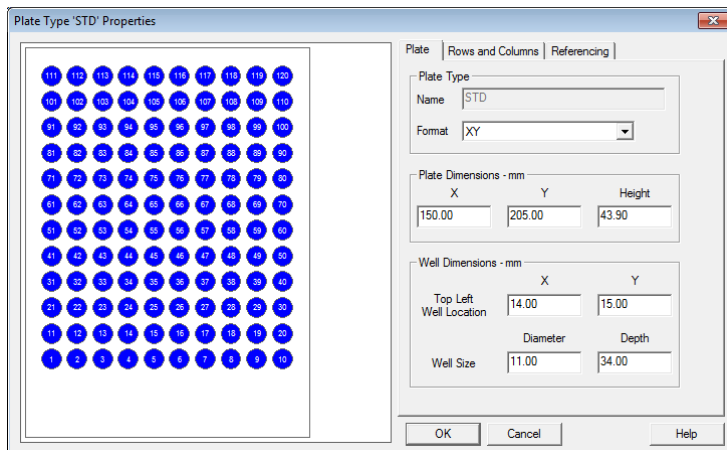 Plate Type 'STD' Properties
Plate Rows and Columns Referencing
111 112 113 114 115 116 117 118 119 120
101 102 103 104 105 106 107 108 109 110
91 92 93 94 95 96 97 98 99 100
81 82 83 84 85 86 87 88 89 90
71 72 73 74 75 76 77 78 79 80
61 62 63 64 65 66 67 68 69 70
51 52 53 54 55 56 57 58 59 60
41 42 43 44 45 46 47 48 49 50
31 32 33 34 35 36 37 38 39 40
21 22 23 24 25 26 27 28 29 30
11 12 13 14 15 16 17 18 19 20
1 2 3 4 5 6 7 8 9 10
Plate Type
Name STD
Format XY
Plate Dimensions - mm
X Y Height
150.00 205.00 43.90
Well Dimensions - mm
X Y
Top Left
Well Location 14.00 15.00
Diameter Depth
Well Size 11.00 34.00
OK Cancel Help